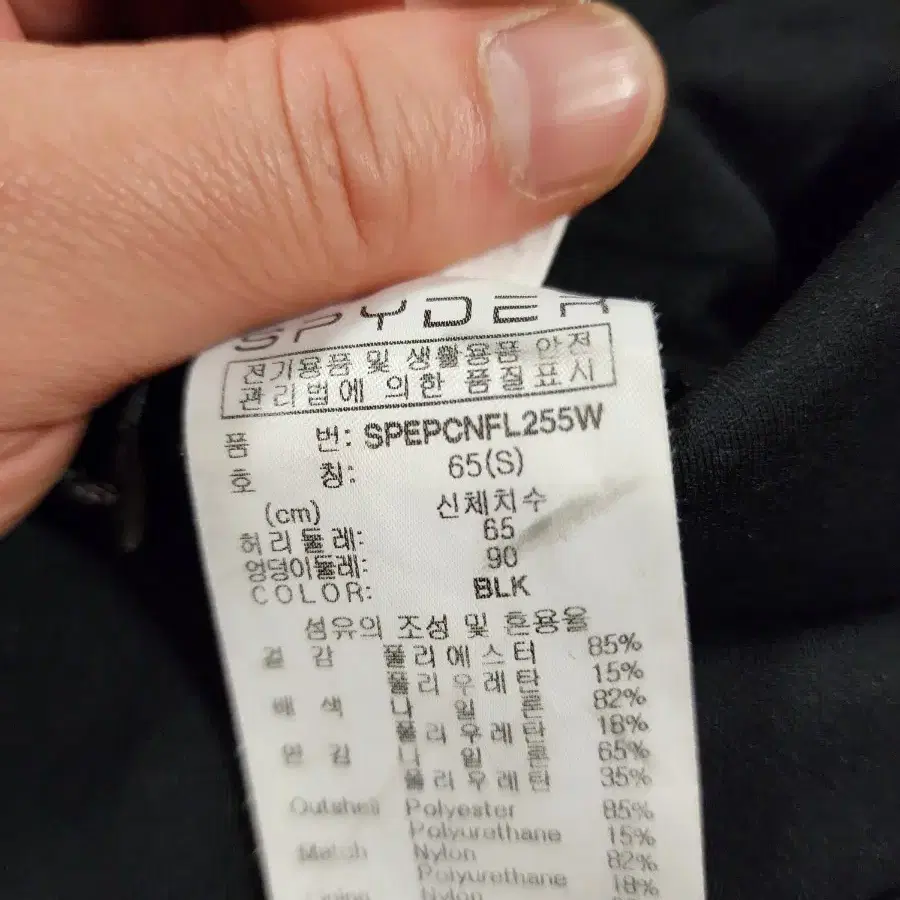 SPYDER
전기용품 및 생활용품 안전
관리법에 의한 품질표시
품 번: SPEPCNFL255W
호 칭: 65(S)
(cm) 신체치수
허리둘레: 65
엉덩이둘레: 90
COLOR: BLK
섬유의 조성 및 혼용율
겉 감 폴리에스터 85%
폴리우레탄 15%
배 색 나 일 론 82%
폴리우레탄 18%
안 감 나 일 론 65%
폴리우레탄 35%
Outshell Polyester 85%
Polyurethane 15%
Match Nylon 82%
Polyurethane 18%
Nylon